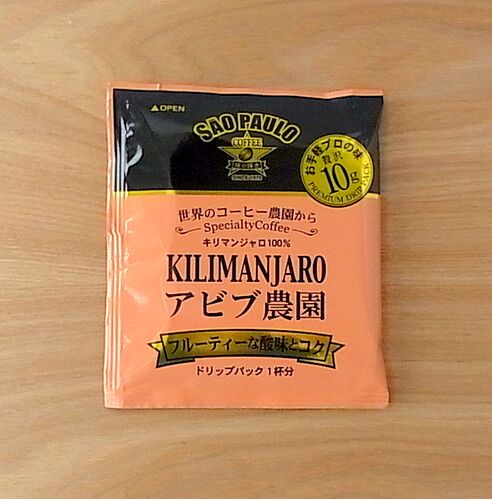 ▲OPEN
SAO PAULO
COFFEE
SINCE 1971
お手軽プロの味
贅沢
10g
PREMIUM DRIP PACK
世界のコーヒー農園から
SpecialtyCoffee
キリマンジャロ100%
KILIMANJARO
アビブ農園
フルーティーな酸味とコク
ドリップパック1杯分